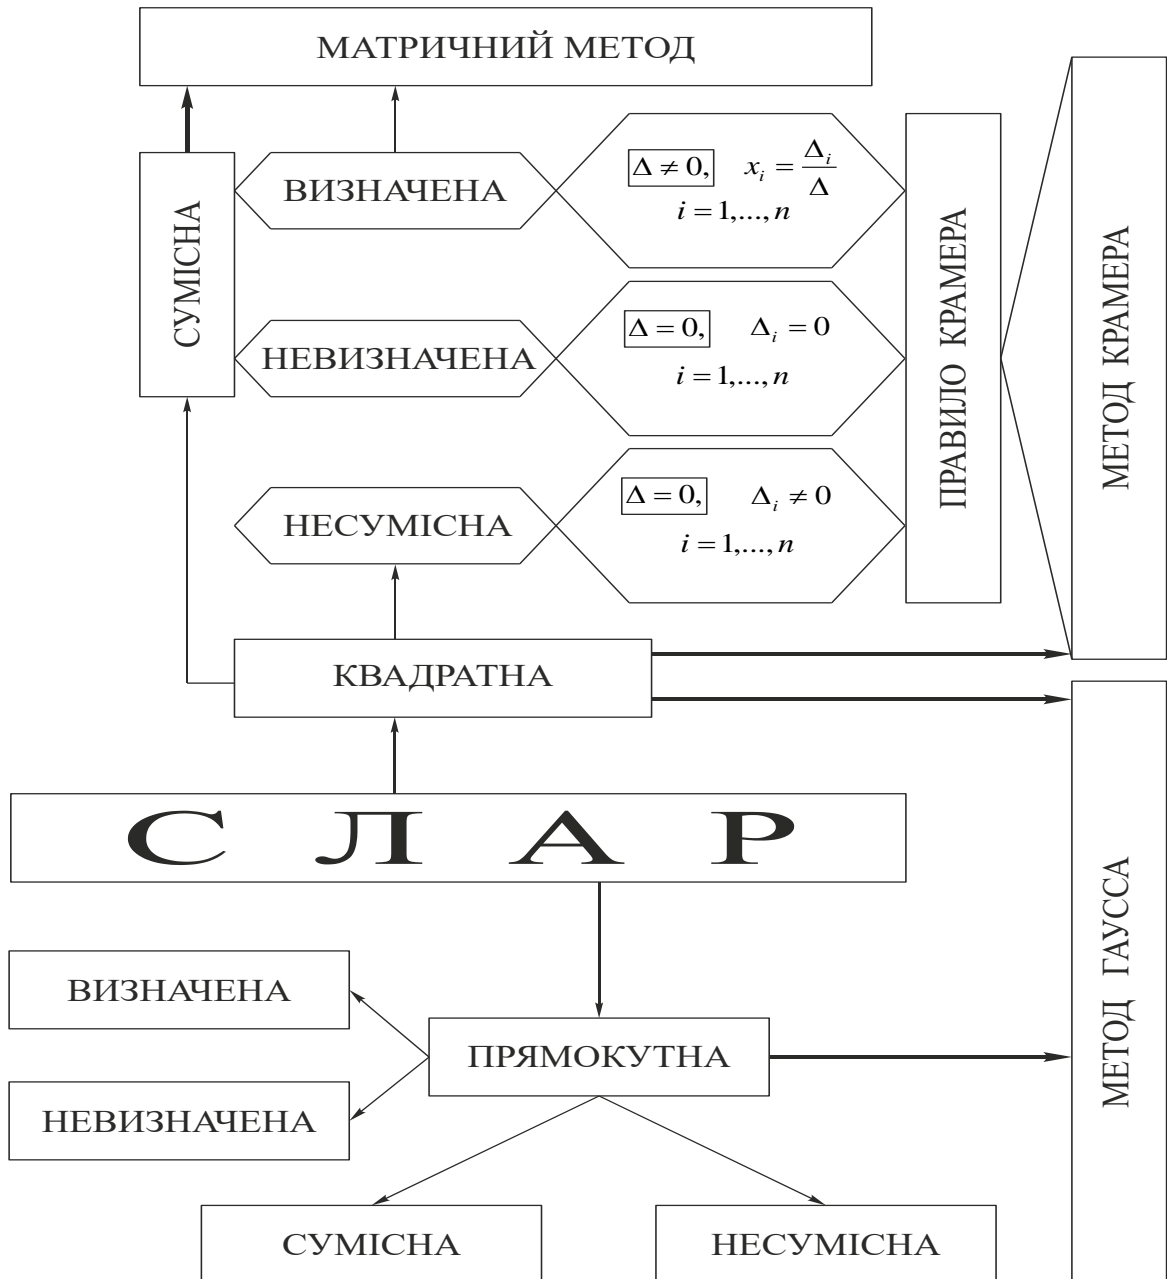 МАТРИЧНИЙ МЕТОД
СУМІСНА
ВИЗНАЧЕНА
Δ ≠ 0, x_i = Δ_i / Δ
i = 1,..., n
НЕВИЗНАЧЕНА
Δ = 0, Δ_i = 0
i = 1,..., n
НЕСУМІСНА
Δ = 0, Δ_i ≠ 0
i = 1,..., n
ПРАВИЛО КРАМЕРА
МЕТОД КРАМЕРА
КВАДРАТНА
С Л А Р
ВИЗНАЧЕНА
НЕВИЗНАЧЕНА
ПРЯМОКУТНА
МЕТОД ГАУССА
СУМІСНА
НЕСУМІСНА